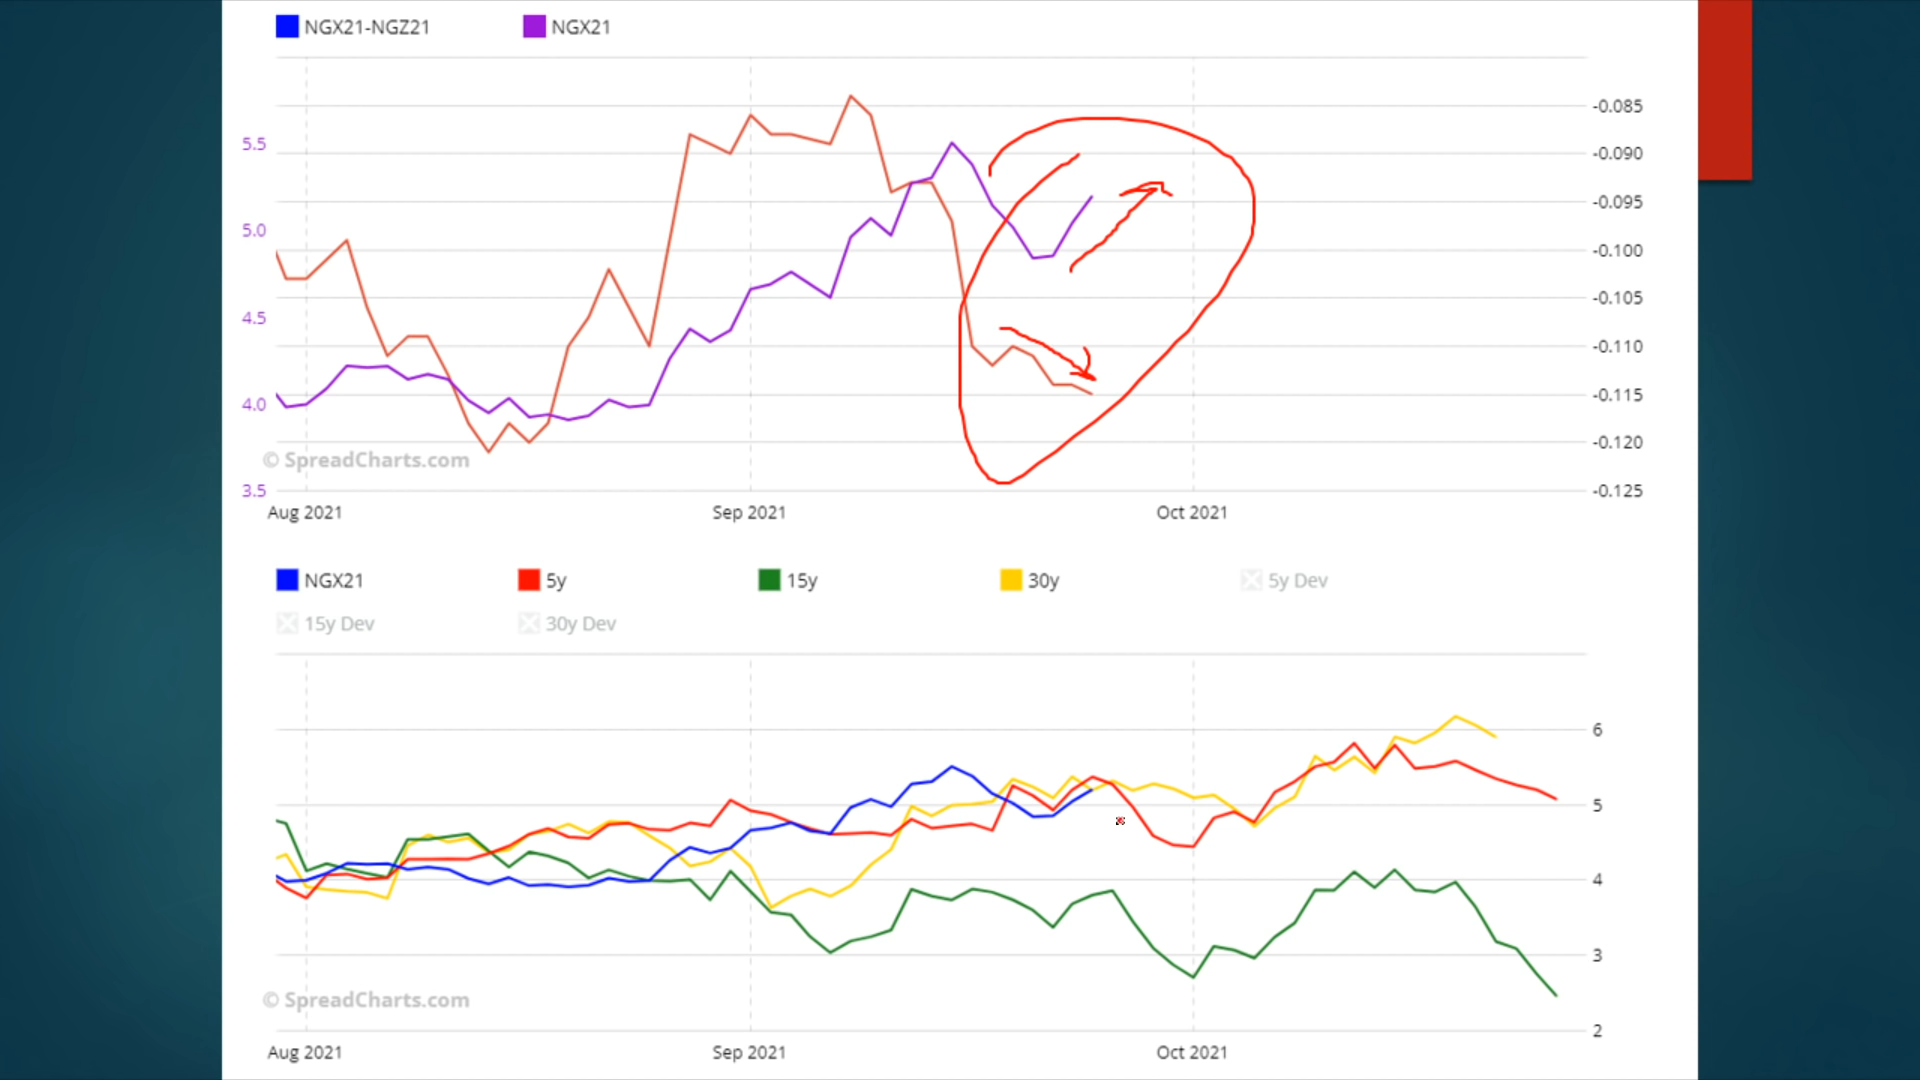 NGX21-NGZ21 NGX21
-0.085
5.5
-0.090
-0.095
5.0
-0.100
-0.105
4.5
-0.110
4.0 -0.115
-0.120
© SpreadCharts.com
3.5 -0.125
Aug 2021 Sep 2021 Oct 2021
NGX21 5y 15y 30y 5y Dev
15y Dev 30y Dev
6
5
4
3
© SpreadCharts.com
2
Aug 2021 Sep 2021 Oct 2021